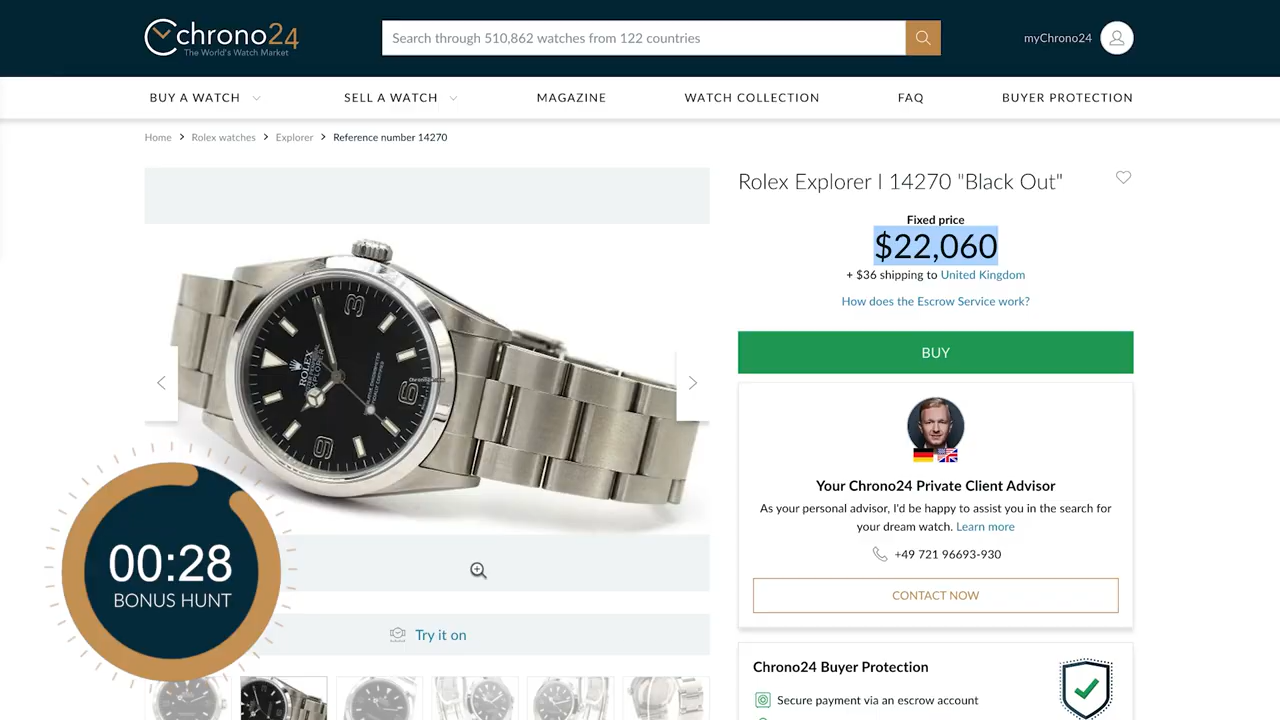 chrono24
The World's Watch Market
Search through 510,862 watches from 122 countries
myChrono24
BUY A WATCH
SELL A WATCH
MAGAZINE
WATCH COLLECTION
FAQ
BUYER PROTECTION
Home > Rolex watches > Explorer > Reference number 14270
3
ROLEX
EXPLORER
6
9
Rolex Explorer I 14270 "Black Out"
Fixed price
$22,060
+ $36 shipping to United Kingdom
How does the Escrow Service work?
BUY
Your Chrono24 Private Client Advisor
As your personal advisor, I'd be happy to assist you in the search for
your dream watch. Learn more
+49 721 96693-930
CONTACT NOW
00:28
BONUS HUNT
Try it on
Chrono24 Buyer Protection
Secure payment via an escrow account